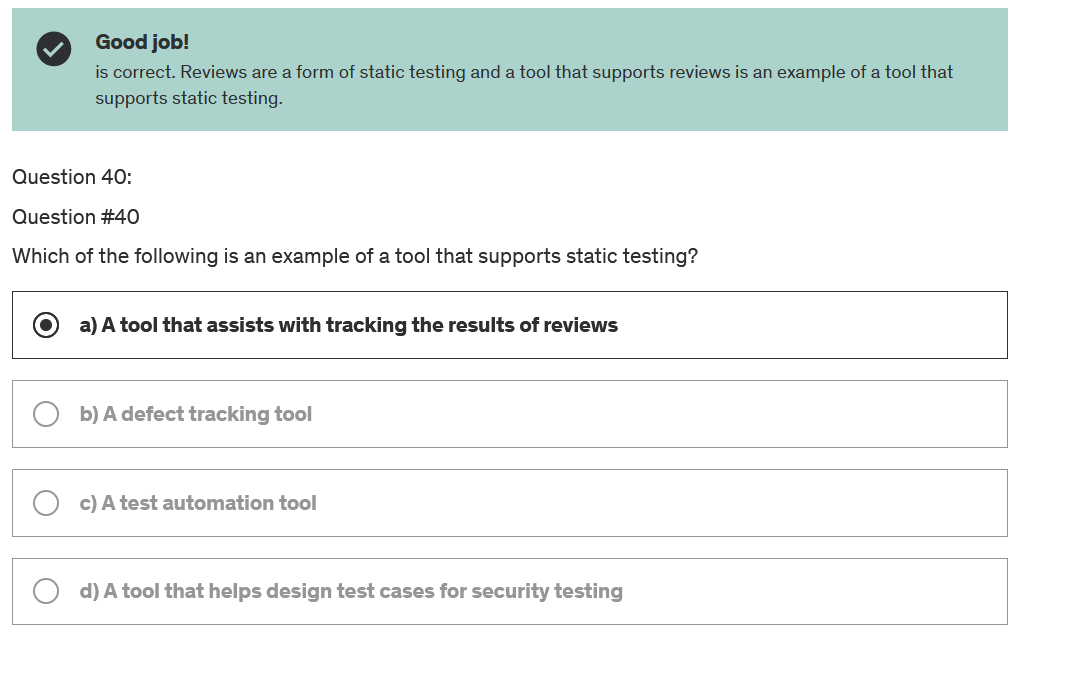 Good job!
is correct. Reviews are a form of static testing and a tool that supports reviews is an example of a tool that
supports static testing.
Question 40:
Question #40
Which of the following is an example of a tool that supports static testing?
a) A tool that assists with tracking the results of reviews
b) A defect tracking tool
c) A test automation tool
d) A tool that helps design test cases for security testing